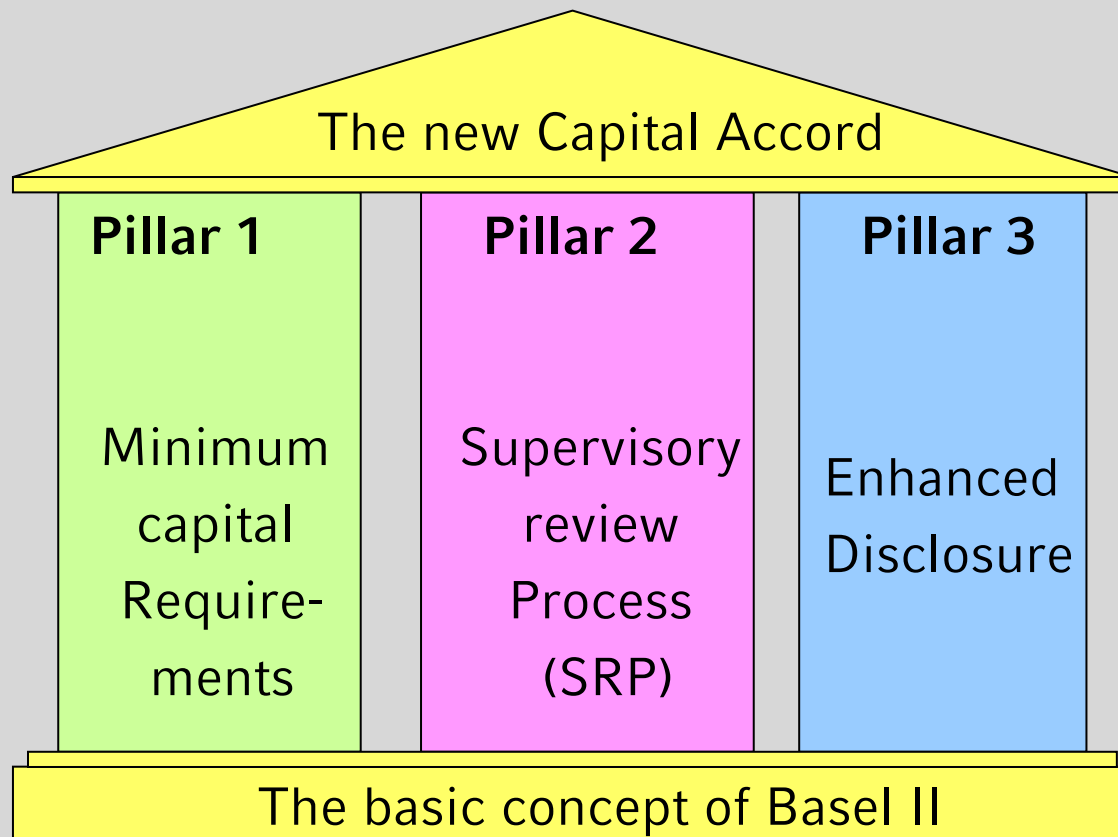 The new Capital Accord
Pillar 1
Minimum
capital
Require-
ments
Pillar 2
Supervisory
review
Process
(SRP)
Pillar 3
Enhanced
Disclosure
The basic concept of Basel II